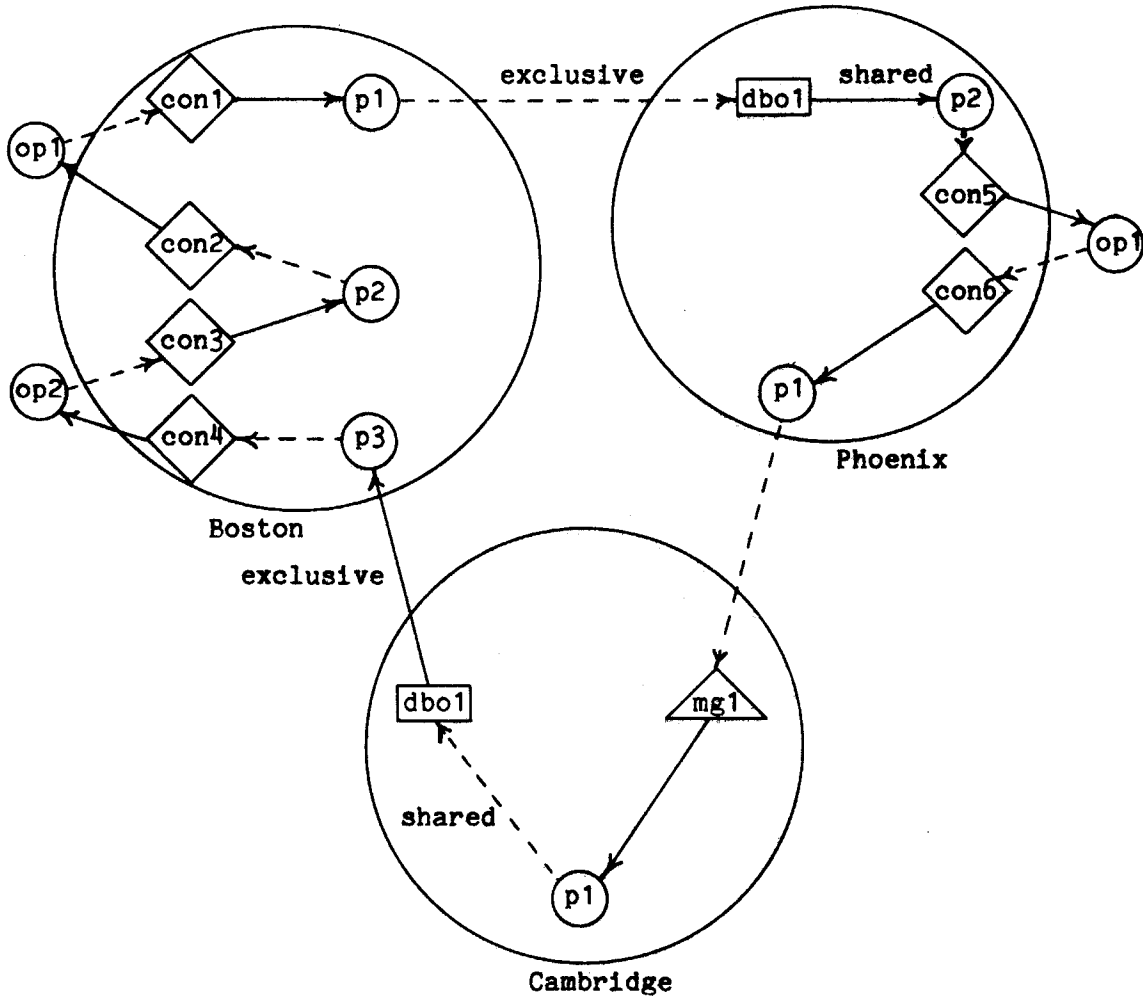 con1
p1
exclusive
dbo1
shared
p2
op1
con5
con2
op1
p2
con6
con3
op2
p1
con4
p3
Phoenix
Boston
exclusive
dbo1
mg1
shared
p1
Cambridge